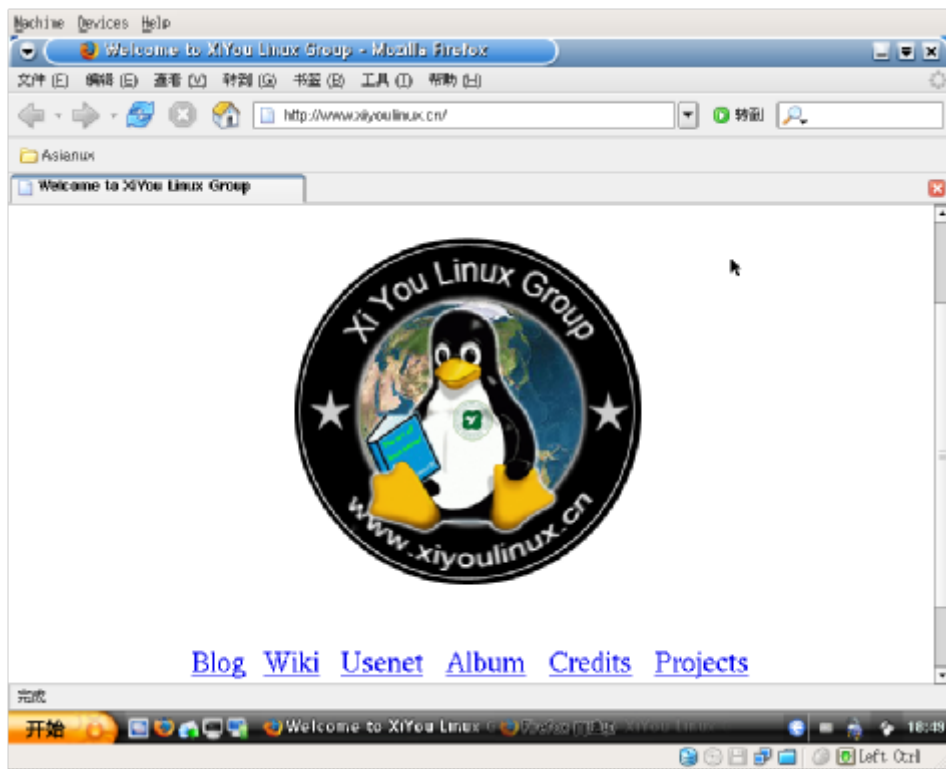 Machine Devices Help
Welcome to XiYou Linux Group - Mozilla Firefox
文件 (F) 编辑 (E) 查看 (V) 转到 (G) 书签 (B) 工具 (T) 帮助 (H)
http://www.xiyoulinux.cn/ 转到
Asianux
Welcome to XiYou Linux Group
Xi You Linux Group
www.xiyoulinux.cn
Blog Wiki Usenet Album Credits Projects
完成
开始 Welcome to XiYou Linux 18:48
Left Ctrl